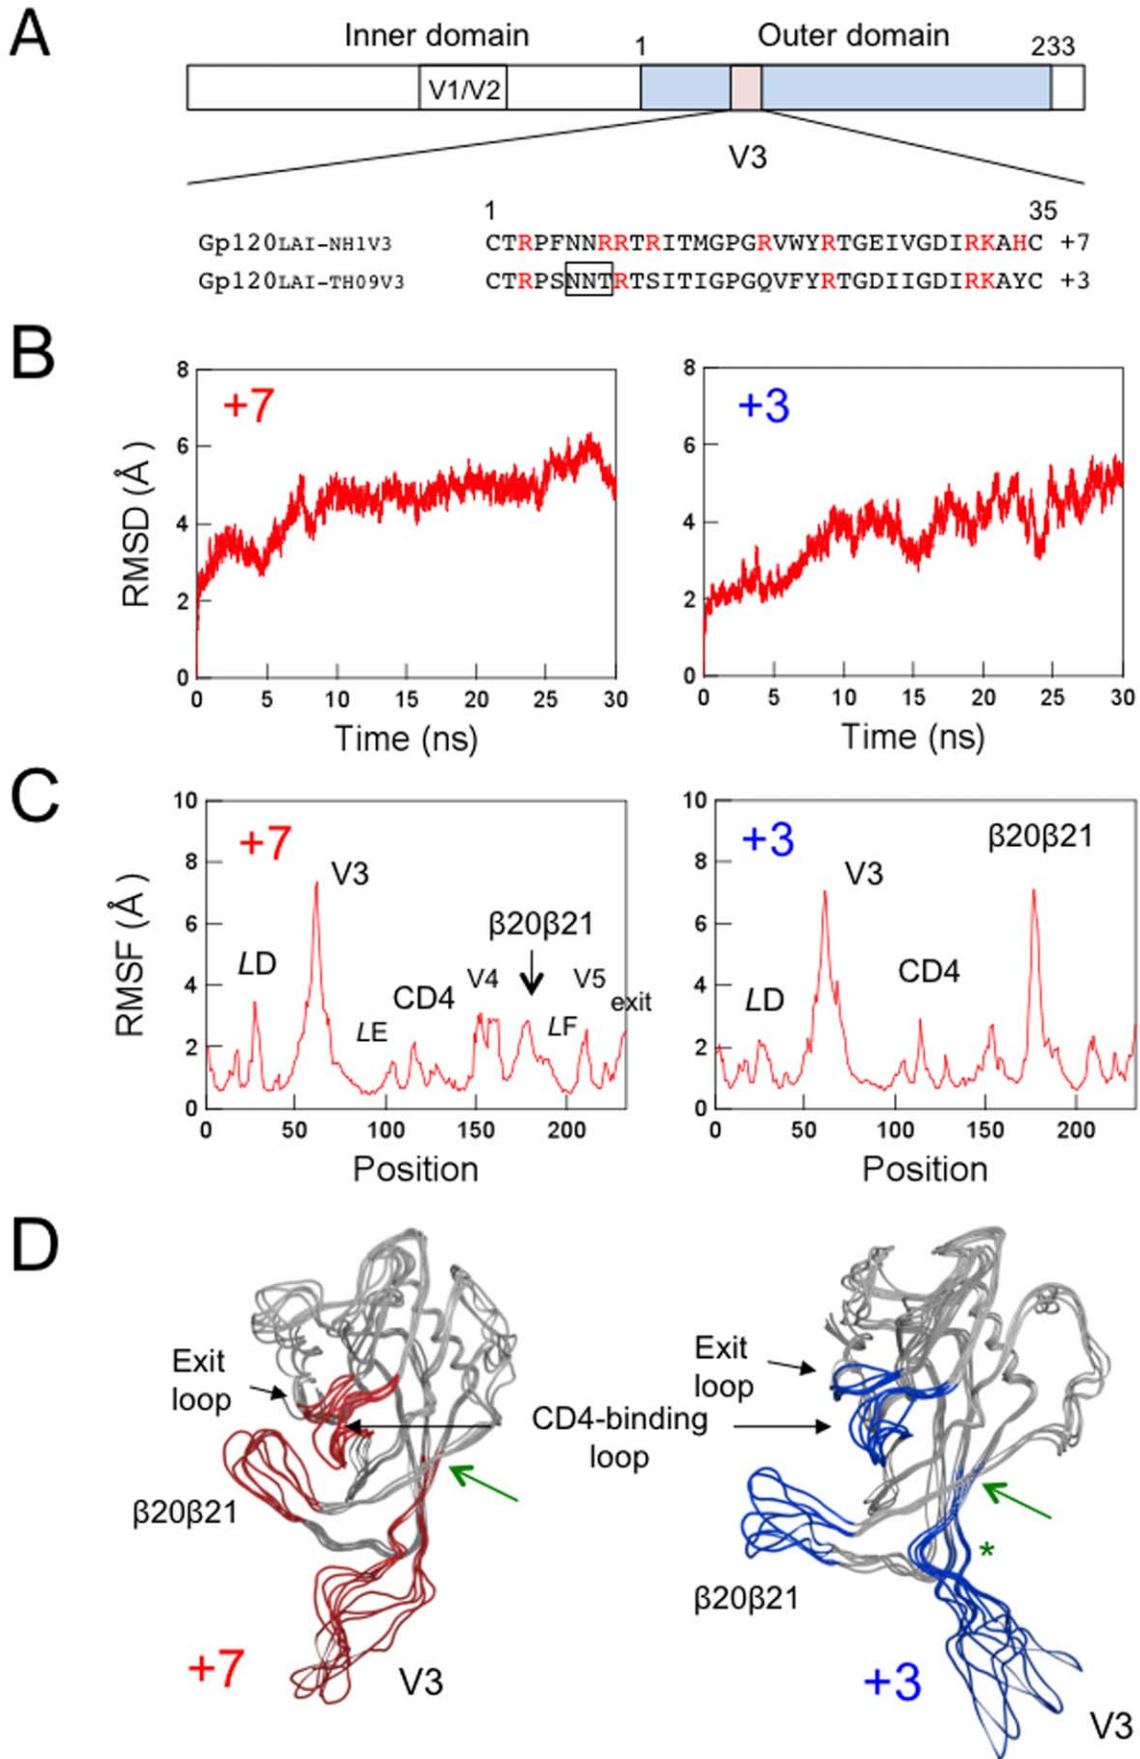 A
Inner domain
1
Outer domain
233
V1/V2
V3
1
35
Gp120LAI-NH1V3 CTRPFNNRRTRITMGPGRVWYRTGEIVGDIRKAHC +7
Gp120LAI-TH09V3 CTRPSNNTRTSITIGPGQVFYRTGDIIGDIRKAYC +3
B
8
6
4
2
0
RMSD (Å)
+7
0 5 10 15 20 25 30
Time (ns)
8
6
4
2
0
+3
0 5 10 15 20 25 30
Time (ns)
C
10
8
6
4
2
0
RMSF (Å)
+7
V3
β20β21
LD
CD4
V4
V5
exit
LE
LF
0 50 100 150 200
Position
10
8
6
4
2
0
+3
β20β21
V3
CD4
LD
0 50 100 150 200
Position
D
Exit
loop
Exit
loop
CD4-binding
loop
β20β21
*
β20β21
+7
V3
+3
V3